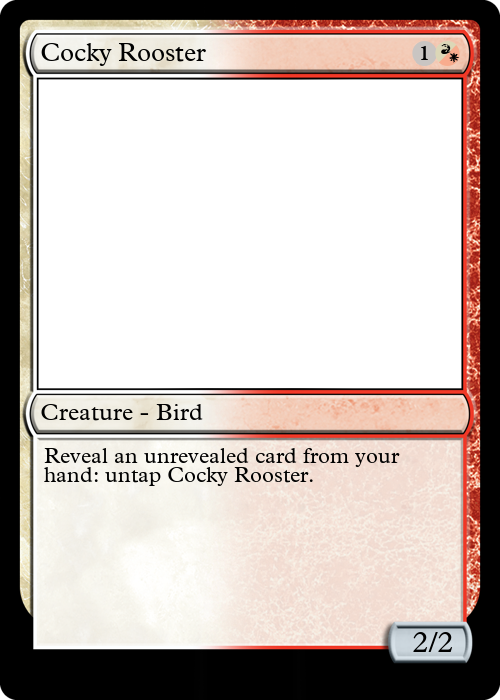 Cocky Rooster 1
Creature - Bird
Reveal an unrevealed card from your
hand: untap Cocky Rooster.
2/2